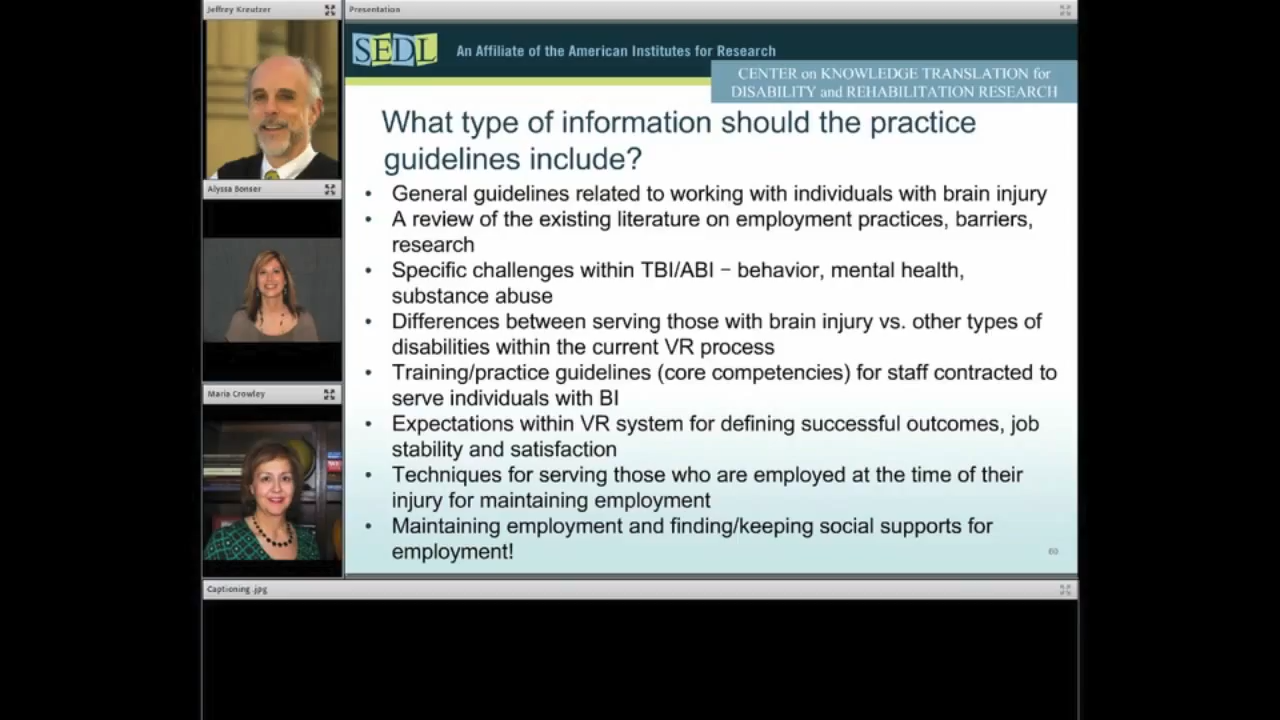 Jeffrey Kreutzer
Presentation
SEDL
An Affiliate of the American Institutes for Research
CENTER on KNOWLEDGE TRANSLATION for
DISABILITY and REHABILITATION RESEARCH
What type of information should the practice
guidelines include?
• General guidelines related to working with individuals with brain injury
• A review of the existing literature on employment practices, barriers,
research
• Specific challenges within TBI/ABI – behavior, mental health,
substance abuse
• Differences between serving those with brain injury vs. other types of
disabilities within the current VR process
• Training/practice guidelines (core competencies) for staff contracted to
serve individuals with BI
• Expectations within VR system for defining successful outcomes, job
stability and satisfaction
• Techniques for serving those who are employed at the time of their
injury for maintaining employment
• Maintaining employment and finding/keeping social supports for
employment!
60
Alyssa Bonser
Maria Crowley
Captioning .jpg